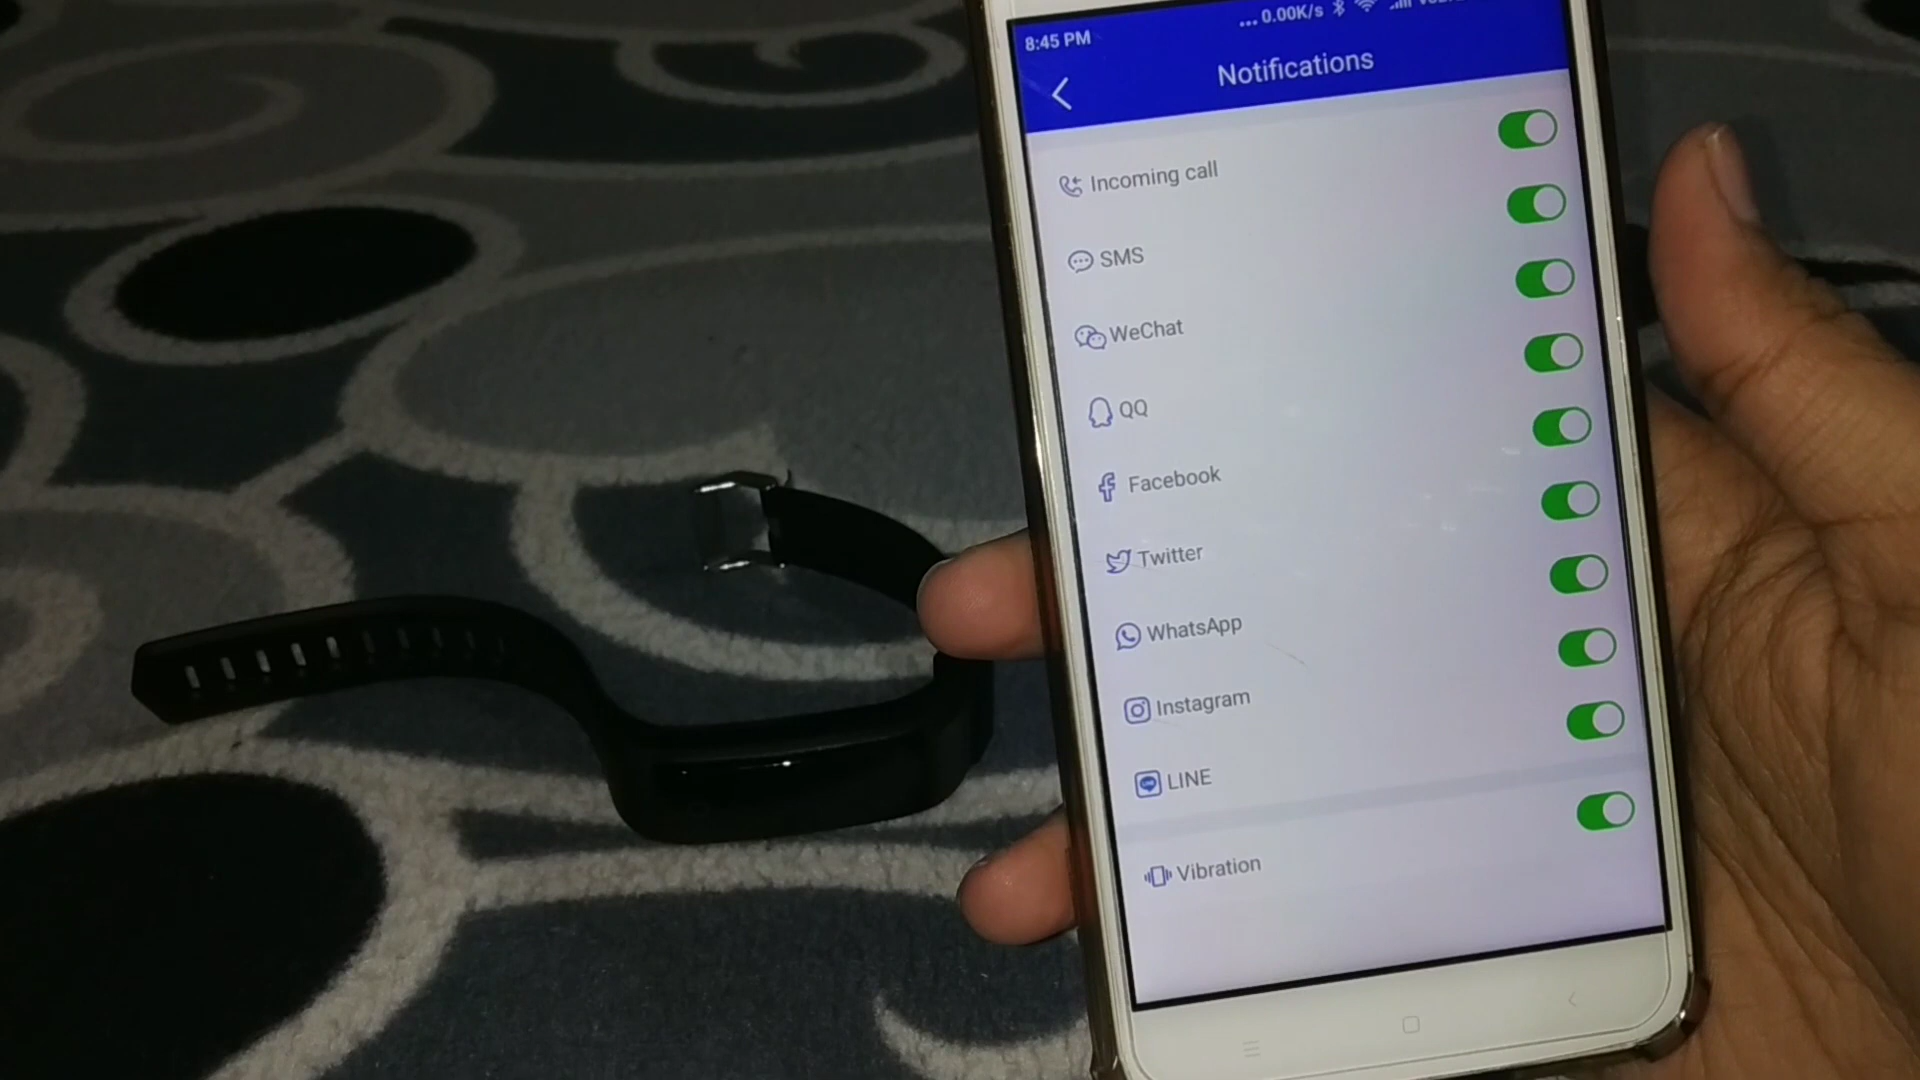 8:45 PM ... 0.00K/s
Notifications
Incoming call
SMS
WeChat
QQ
Facebook
Twitter
WhatsApp
Instagram
LINE
Vibration